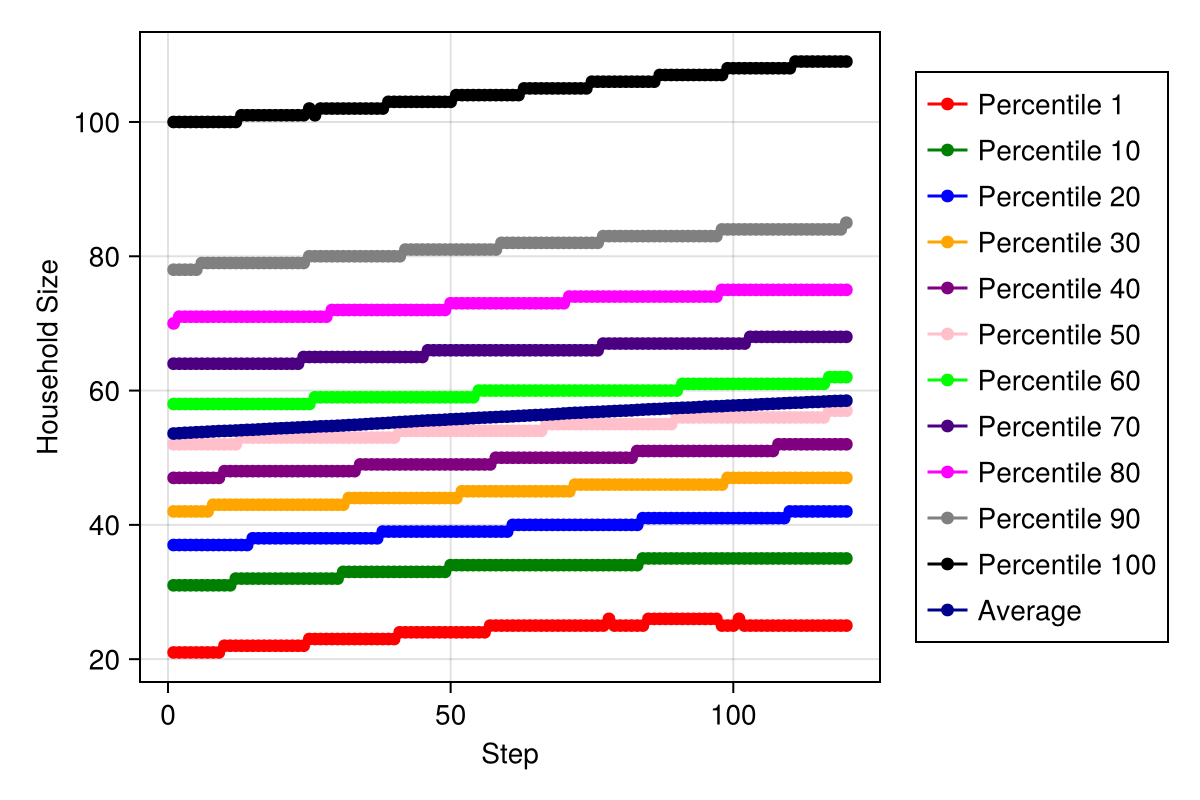 100
80
60
40
20
Household Size
0 50 100
Step
Percentile 1
Percentile 10
Percentile 20
Percentile 30
Percentile 40
Percentile 50
Percentile 60
Percentile 70
Percentile 80
Percentile 90
Percentile 100
Average